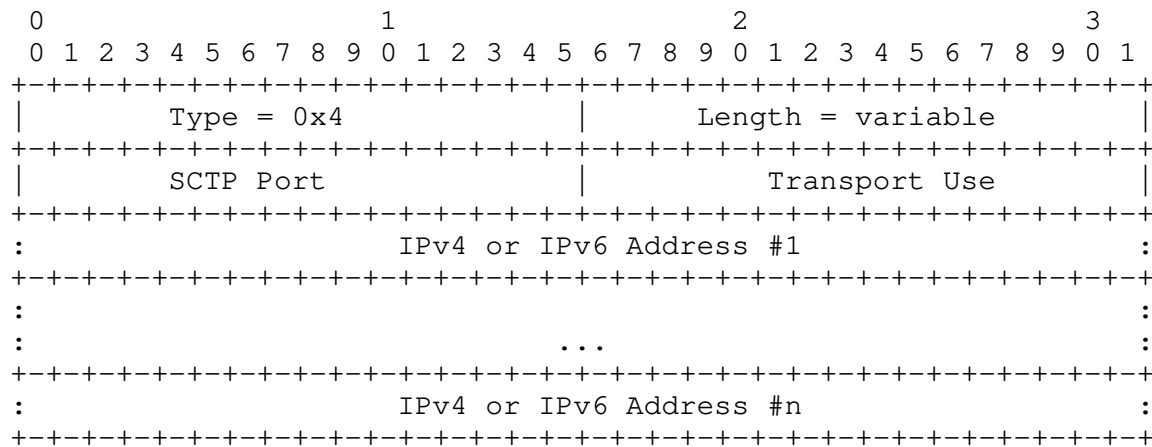 0                   1                   2                   3
0 1 2 3 4 5 6 7 8 9 0 1 2 3 4 5 6 7 8 9 0 1 2 3 4 5 6 7 8 9 0 1
+-+-+-+-+-+-+-+-+-+-+-+-+-+-+-+-+-+-+-+-+-+-+-+-+-+-+-+-+-+-+-+-+
|        Type = 0x4             |      Length = variable        |
+-+-+-+-+-+-+-+-+-+-+-+-+-+-+-+-+-+-+-+-+-+-+-+-+-+-+-+-+-+-+-+-+
|        SCTP Port              |          Transport Use        |
+-+-+-+-+-+-+-+-+-+-+-+-+-+-+-+-+-+-+-+-+-+-+-+-+-+-+-+-+-+-+-+-+
:                     IPv4 or IPv6 Address #1                   :
+-+-+-+-+-+-+-+-+-+-+-+-+-+-+-+-+-+-+-+-+-+-+-+-+-+-+-+-+-+-+-+-+
:                                                               :
:                              ...                              :
+-+-+-+-+-+-+-+-+-+-+-+-+-+-+-+-+-+-+-+-+-+-+-+-+-+-+-+-+-+-+-+-+
:                     IPv4 or IPv6 Address #n                   :
+-+-+-+-+-+-+-+-+-+-+-+-+-+-+-+-+-+-+-+-+-+-+-+-+-+-+-+-+-+-+-+-+